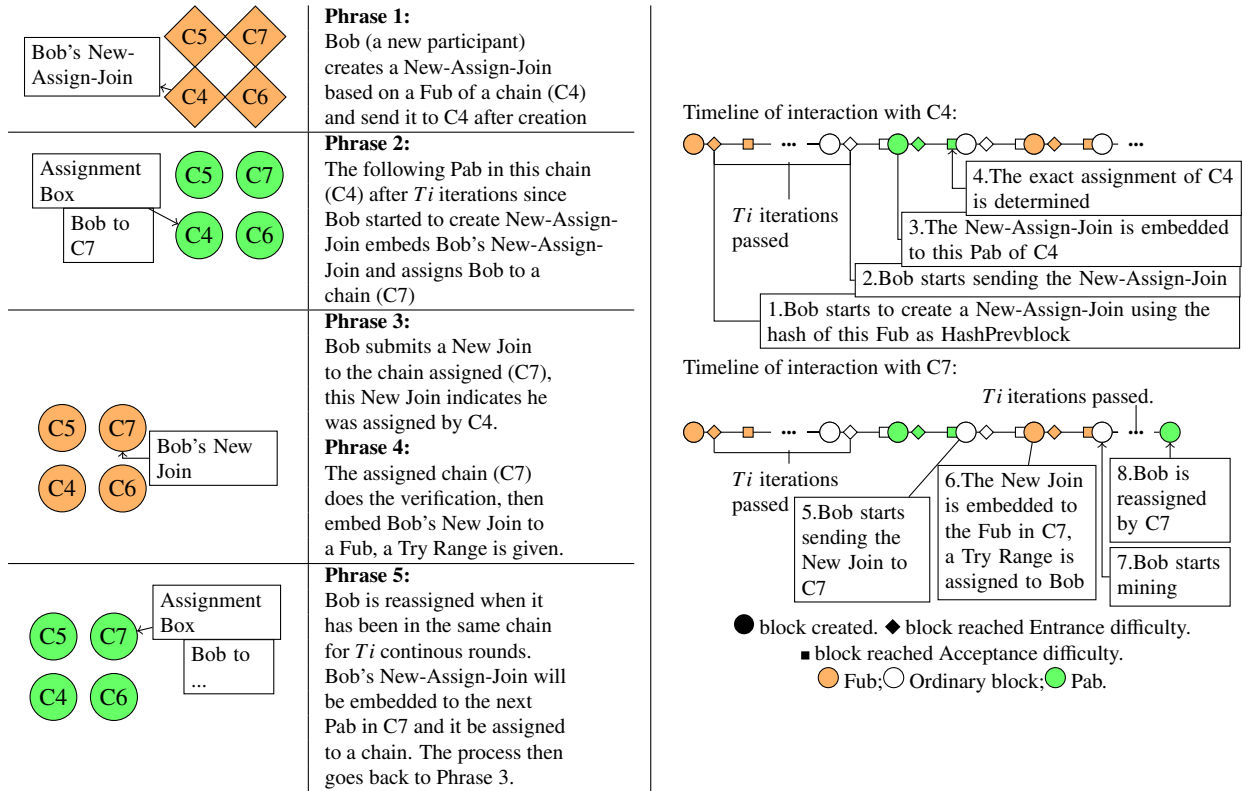 C5 C7
C4 C6
Bob's New-
Assign-Join
Phrase 1:
Bob (a new participant)
creates a New-Assign-Join
based on a Fub of a chain (C4)
and send it to C4 after creation
Assignment
Box
Bob to
C7
C5 C7
C4 C6
Phrase 2:
The following Pab in this chain
(C4) after Ti iterations since
Bob started to create New-Assign-
Join embeds Bob's New-Assign-
Join and assigns Bob to a
chain (C7)
C5 C7
C4 C6
Bob's New
Join
Phrase 3:
Bob submits a New Join
to the chain assigned (C7),
this New Join indicates he
was assigned by C4.
Phrase 4:
The assigned chain (C7)
does the verification, then
embed Bob's New Join to
a Fub, a Try Range is given.
C5 C7
C4 C6
Assignment
Box
Bob to
...
Phrase 5:
Bob is reassigned when it
has been in the same chain
for Ti continous rounds.
Bob's New-Assign-Join will
be embedded to the next
Pab in C7 and it be assigned
to a chain. The process then
goes back to Phrase 3.
Timeline of interaction with C4:
... ...
Ti iterations
passed
4.The exact assignment of C4
is determined
3.The New-Assign-Join is embedded
to this Pab of C4
2.Bob starts sending the New-Assign-Join
1.Bob starts to create a New-Assign-Join using the
hash of this Fub as HashPrevblock
Timeline of interaction with C7:
Ti iterations passed.
... ...
Ti iterations
passed
5.Bob starts
sending the
New Join to
C7
6.The New Join
is embedded to
the Fub in C7,
a Try Range is
assigned to Bob
8.Bob is
reassigned
by C7
7.Bob starts
mining
block created. block reached Entrance difficulty.
block reached Acceptance difficulty.
Fub; Ordinary block; Pab.